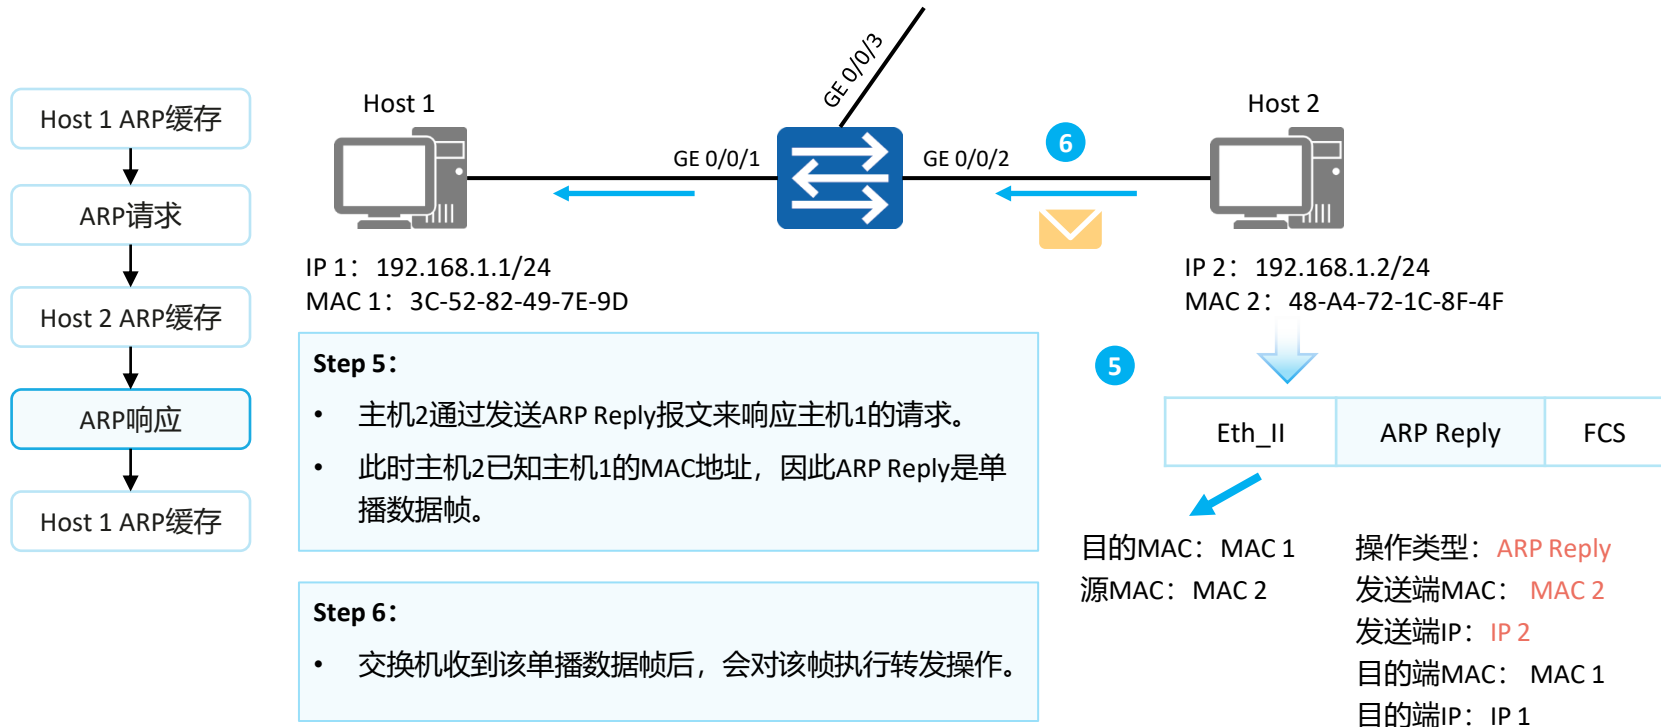 Host 1 ARP缓存
ARP请求
Host 2 ARP缓存
ARP响应
Host 1 ARP缓存
GE 0/0/3
Host 1
Host 2
GE 0/0/1
GE 0/0/2
6
IP 1：192.168.1.1/24
MAC 1：3C-52-82-49-7E-9D
IP 2：192.168.1.2/24
MAC 2：48-A4-72-1C-8F-4F
Step 5：
• 主机2通过发送ARP Reply报文来响应主机1的请求。
• 此时主机2已知主机1的MAC地址，因此ARP Reply是单
播数据帧。
Step 6：
• 交换机收到该单播数据帧后，会对该帧执行转发操作。
5
Eth_II ARP Reply FCS
目的MAC：MAC 1
源MAC：MAC 2
操作类型：ARP Reply
发送端MAC： MAC 2
发送端IP：IP 2
目的端MAC： MAC 1
目的端IP：IP 1